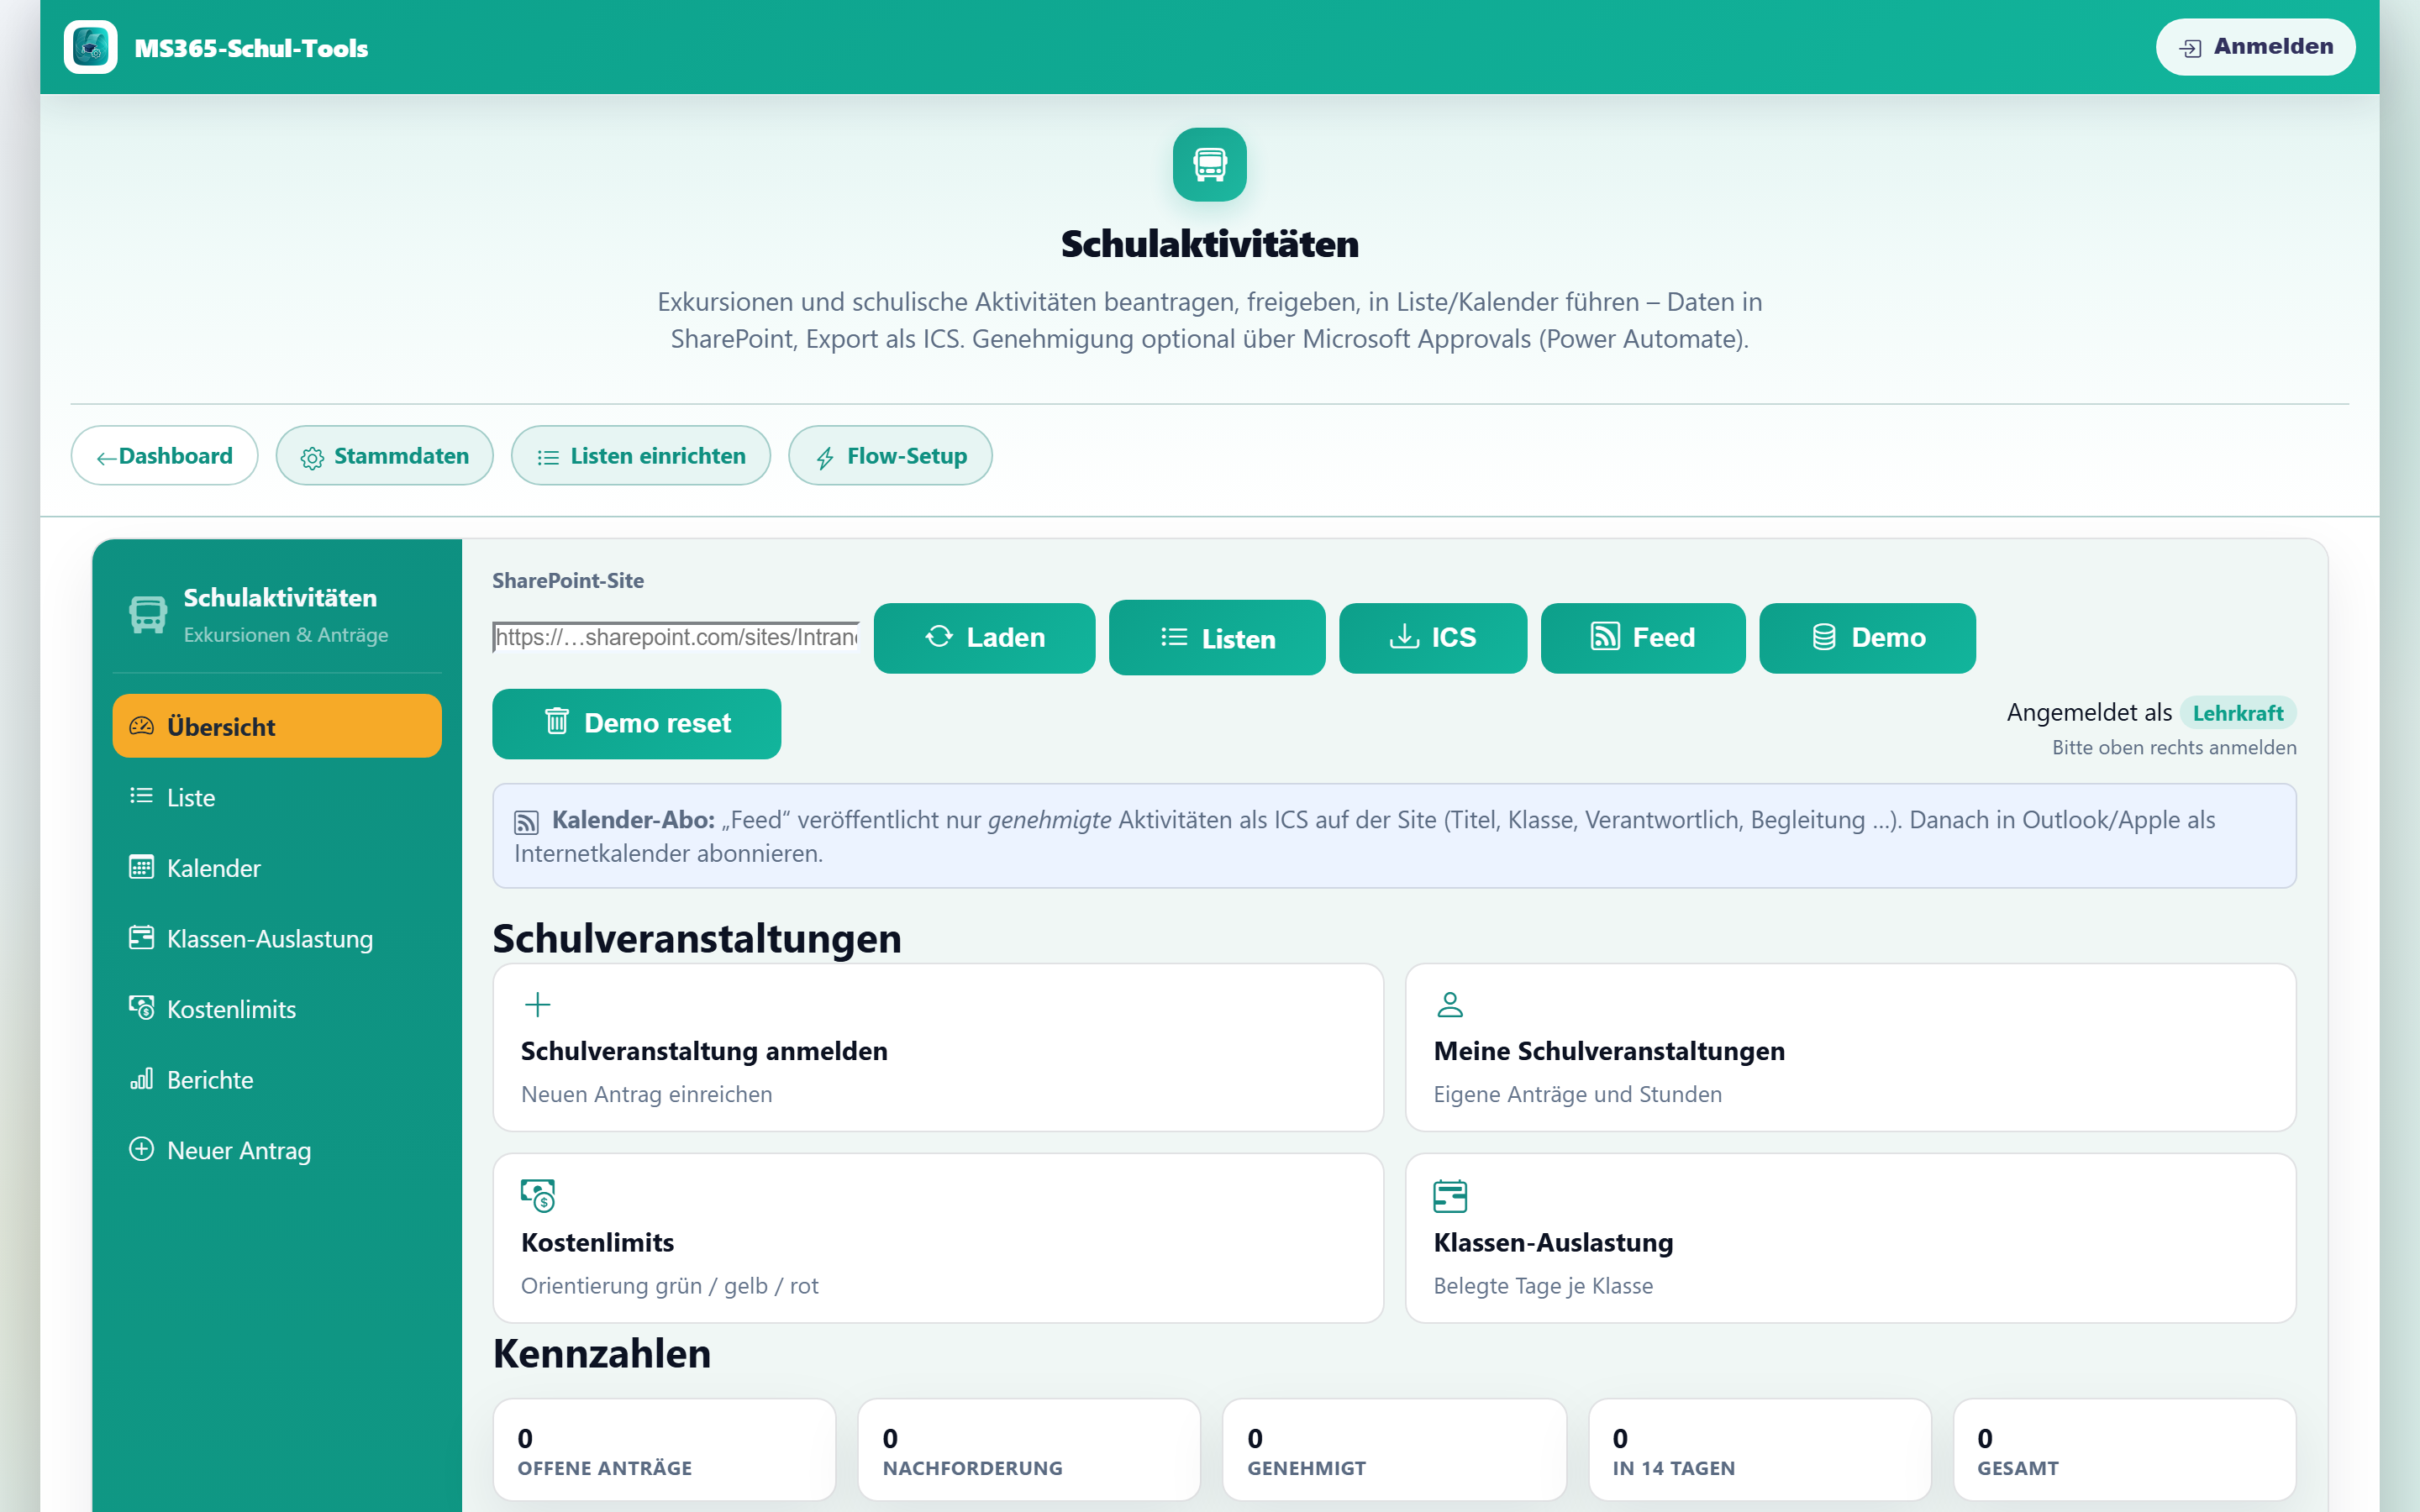 MS365-Schul-Tools
Anmelden
Schulaktivitäten
Exkursionen und schulische Aktivitäten beantragen, freigeben, in Liste/Kalender führen – Daten in
SharePoint, Export als ICS. Genehmigung optional über Microsoft Approvals (Power Automate).
←Dashboard
Stammdaten
Listen einrichten
Flow-Setup
Schulaktivitäten
Exkursionen & Anträge
Übersicht
Liste
Kalender
Klassen-Auslastung
Kostenlimits
Berichte
Neuer Antrag
SharePoint-Site
https://…sharepoint.com/sites/Intran
Laden
Listen
ICS
Feed
Demo
Demo reset
Angemeldet als Lehrkraft
Bitte oben rechts anmelden
Kalender-Abo: „Feed“ veröffentlicht nur genehmigte Aktivitäten als ICS auf der Site (Titel, Klasse, Verantwortlich, Begleitung …). Danach in Outlook/Apple als
Internetkalender abonnieren.
Schulveranstaltungen
Schulveranstaltung anmelden
Neuen Antrag einreichen
Meine Schulveranstaltungen
Eigene Anträge und Stunden
Kostenlimits
Orientierung grün / gelb / rot
Klassen-Auslastung
Belegte Tage je Klasse
Kennzahlen
0
OFFENE ANTRÄGE
0
NACHFORDERUNG
0
GENEHMIGT
0
IN 14 TAGEN
0
GESAMT